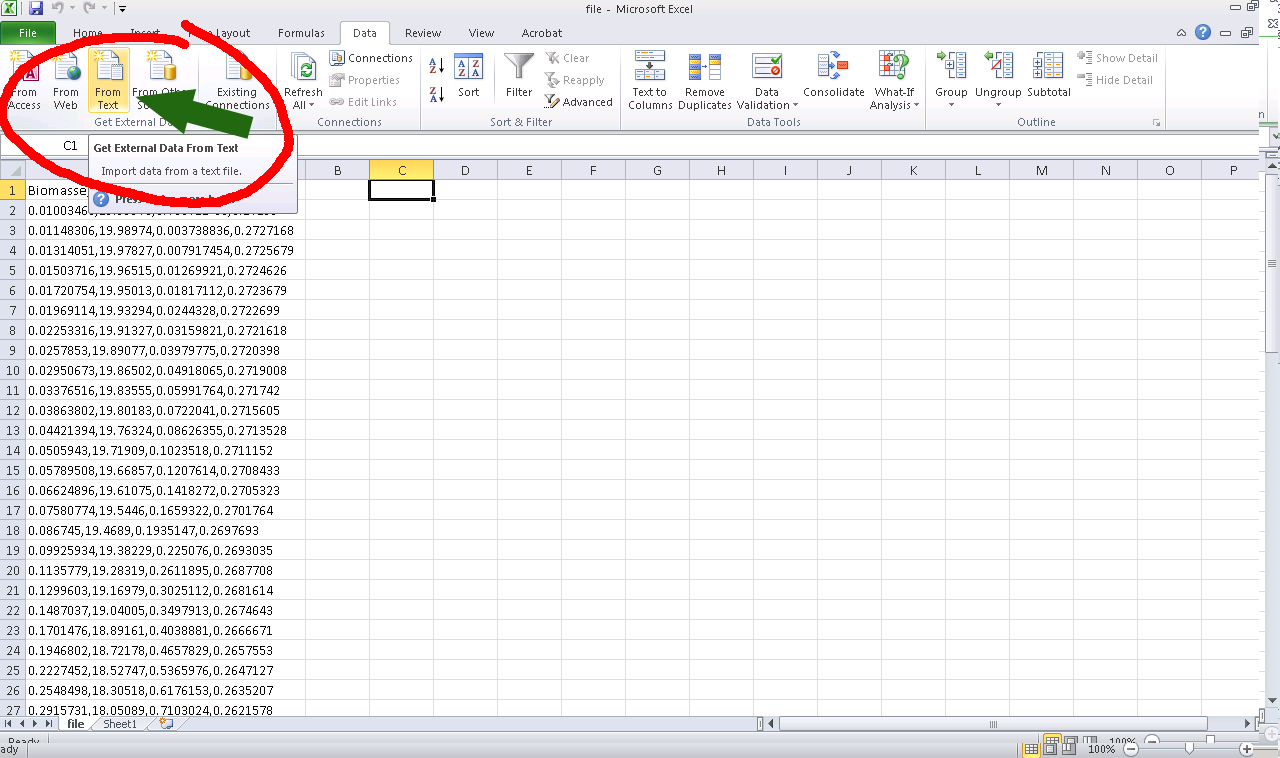 file - Microsoft Excel
File Home Insert Page Layout Formulas Data Review View Acrobat
From Access
From Web
From Text
From Other
Existing Connections
Get External Data
Refresh All
Connections
Properties
Edit Links
Connections
Sort
Filter
Clear
Reapply
Advanced
Sort & Filter
Text to Columns
Remove Duplicates
Data Validation
Consolidate
What-If Analysis
Data Tools
Group
Ungroup
Subtotal
Show Detail
Hide Detail
Outline
C1
Get External Data From Text
Import data from a text file.
Press
A B C D E F G H I J K L M N O P
1 Biomasse
2 0.0100346
3 0.01148306,19.98974,0.003738836,0.2727168
4 0.01314051,19.97827,0.007917454,0.2725679
5 0.01503716,19.96515,0.01269921,0.2724626
6 0.01720754,19.95013,0.01817112,0.2723679
7 0.01969114,19.93294,0.0244328,0.2722699
8 0.02253316,19.91327,0.03159821,0.2721618
9 0.0257853,19.89077,0.03979775,0.2720398
10 0.02950673,19.86502,0.04918065,0.2719008
11 0.03376516,19.83555,0.05991764,0.271742
12 0.03863802,19.80183,0.0722041,0.2715605
13 0.04421394,19.76324,0.08626355,0.2713528
14 0.0505943,19.71909,0.1023518,0.2711152
15 0.05789508,19.66857,0.1207614,0.2708433
16 0.06624896,19.61075,0.1418272,0.2705323
17 0.07580774,19.5446,0.1659322,0.2701764
18 0.086745,19.4689,0.1935147,0.2697693
19 0.09925934,19.38229,0.225076,0.2693035
20 0.1135779,19.28319,0.2611895,0.2687708
21 0.1299603,19.16979,0.3025112,0.2681614
22 0.1487037,19.04005,0.3497913,0.2674643
23 0.1701476,18.89161,0.4038881,0.2666671
24 0.1946802,18.72178,0.4657829,0.2657553
25 0.2227452,18.52747,0.5365976,0.2647127
26 0.2548498,18.30518,0.6176153,0.2635207
27 0.2915731,18.05089,0.7103024,0.2621578
file Sheet1
Ready 100%
ady 100%